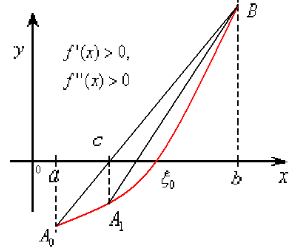 B
y
f'(x) > 0,
f''(x) > 0
c
0 a ξ₀ b x
A₁
A₀